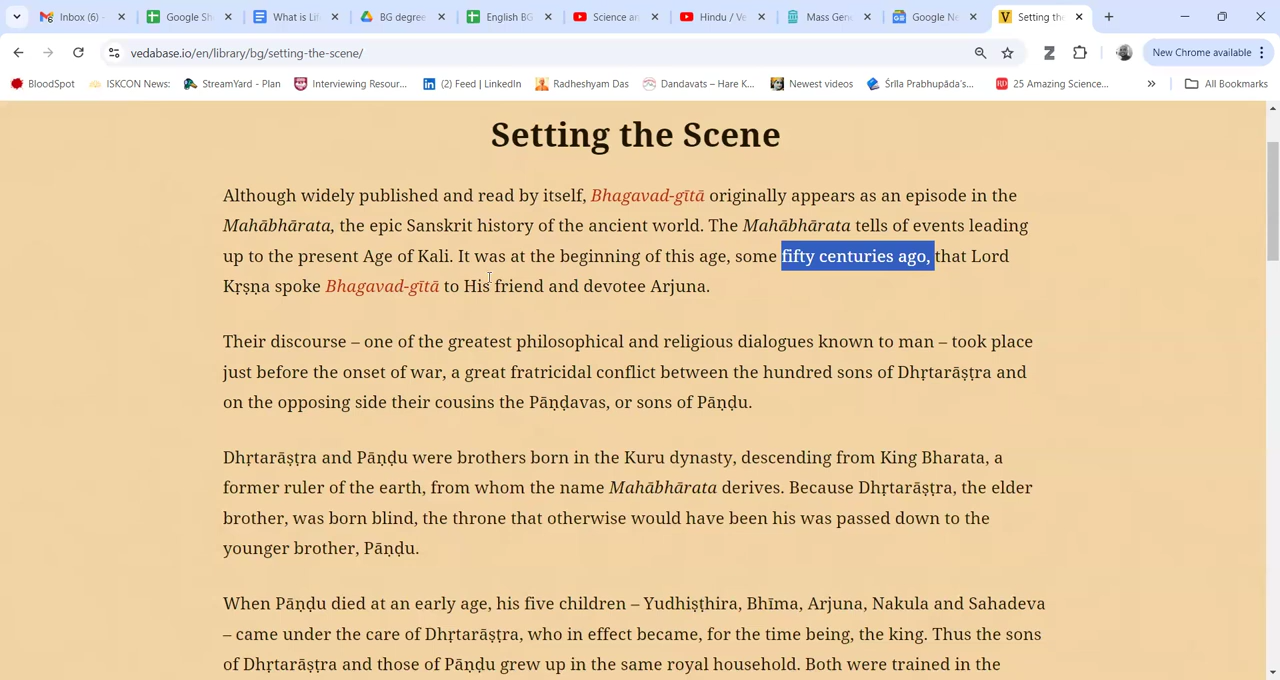 Inbox (6) -
Google Sh
What is Lif
BG degree
English BG
Science an
Hindu / Ve
Mass Gen
Google Ne
Setting the
vedabase.io/en/library/bg/setting-the-scene/
New Chrome available
BloodSpot
ISKCON News:
StreamYard - Plan
Interviewing Resour...
(2) Feed | LinkedIn
Radheshyam Das
Dandavats – Hare K...
Newest videos
Śrīla Prabhupāda's...
25 Amazing Science...
»
All Bookmarks
Setting the Scene
Although widely published and read by itself, Bhagavad-gītā originally appears as an episode in the
Mahābhārata, the epic Sanskrit history of the ancient world. The Mahābhārata tells of events leading
up to the present Age of Kali. It was at the beginning of this age, some fifty centuries ago, that Lord
Kṛṣṇa spoke Bhagavad-gītā to His friend and devotee Arjuna.
Their discourse – one of the greatest philosophical and religious dialogues known to man – took place
just before the onset of war, a great fratricidal conflict between the hundred sons of Dhṛtarāṣṭra and
on the opposing side their cousins the Pāṇḍavas, or sons of Pāṇḍu.
Dhṛtarāṣṭra and Pāṇḍu were brothers born in the Kuru dynasty, descending from King Bharata, a
former ruler of the earth, from whom the name Mahābhārata derives. Because Dhṛtarāṣṭra, the elder
brother, was born blind, the throne that otherwise would have been his was passed down to the
younger brother, Pāṇḍu.
When Pāṇḍu died at an early age, his five children – Yudhiṣṭhira, Bhīma, Arjuna, Nakula and Sahadeva
– came under the care of Dhṛtarāṣṭra, who in effect became, for the time being, the king. Thus the sons
of Dhṛtarāṣṭra and those of Pāṇḍu grew up in the same royal household. Both were trained in the